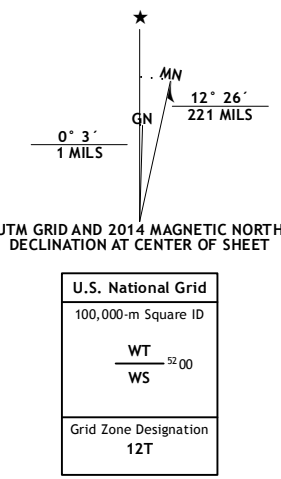 ★
MN
12° 26´
221 MILS
GN
0° 3´
1 MILS
UTM GRID AND 2014 MAGNETIC NORTH
DECLINATION AT CENTER OF SHEET
U.S. National Grid
100,000-m Square ID
WT
52 00
WS
Grid Zone Designation
12T